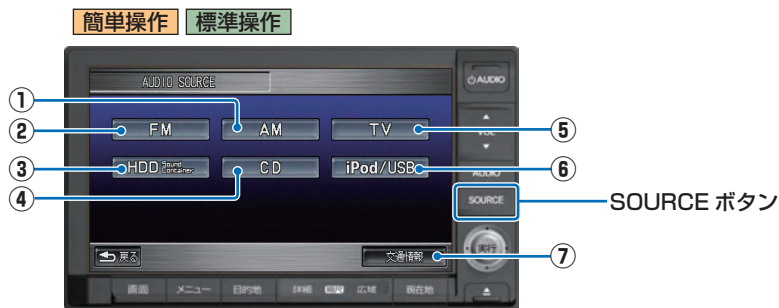 簡単操作 標準操作
AUDIO SOURCE
AUDIO
①
② FM AM TV ⑤
VOL
③ HDD Sound Container CD iPod/USB ⑥
④
AUDIO
SOURCE
SOURCE ボタン
戻る 交通情報 ⑦
実行
画面 メニュー 目的地 詳細 広域 現在地